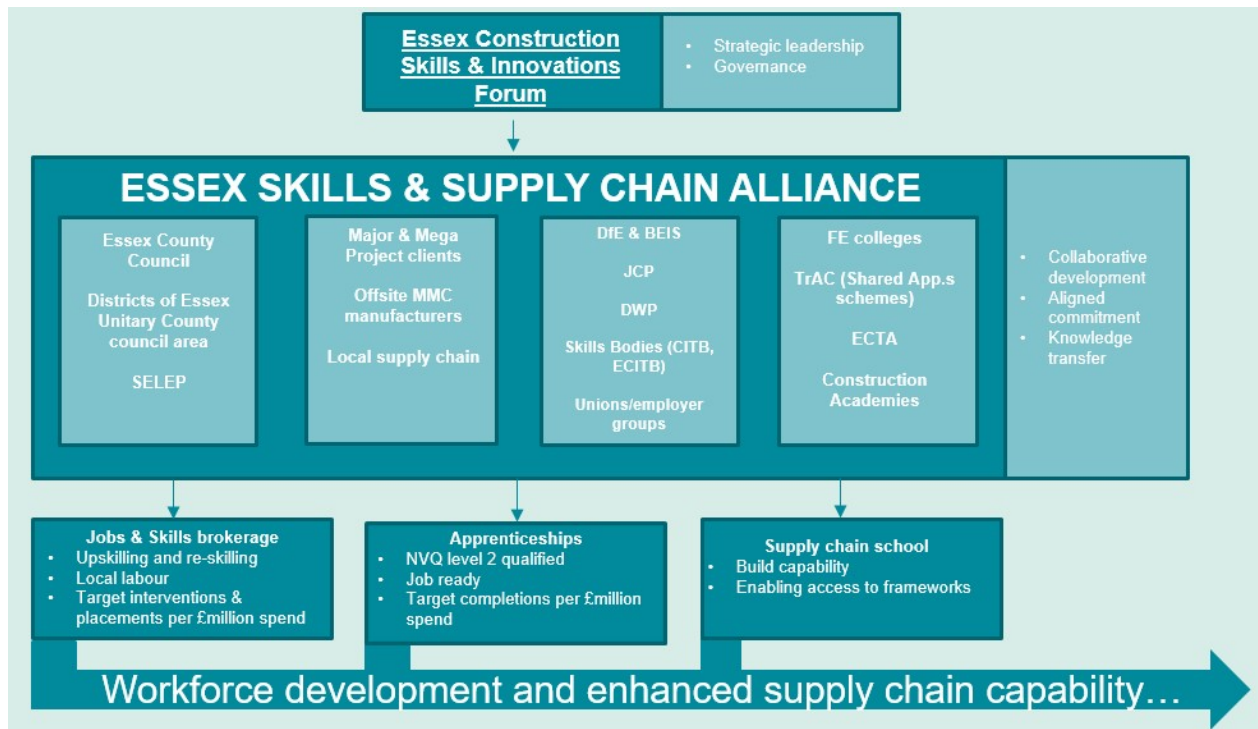 Essex Construction
Skills & Innovations
Forum
• Strategic leadership
• Governance
ESSEX SKILLS & SUPPLY CHAIN ALLIANCE
Essex County
Council
Districts of Essex
Unitary County
council area
SELEP
Major & Mega
Project clients
Offsite MMC
manufacturers
Local supply chain
DfE & BEIS
JCP
DWP
Skills Bodies (CITB,
ECITB)
Unions/employer
groups
FE colleges
TrAC (Shared App.s
schemes)
ECTA
Construction
Academies
• Collaborative
development
• Aligned
commitment
• Knowledge
transfer
Jobs & Skills brokerage
• Upskilling and re-skilling
• Local labour
• Target interventions &
placements per £million spend
Apprenticeships
• NVQ level 2 qualified
• Job ready
• Target completions per £million
spend
Supply chain school
• Build capability
• Enabling access to frameworks
Workforce development and enhanced supply chain capability…